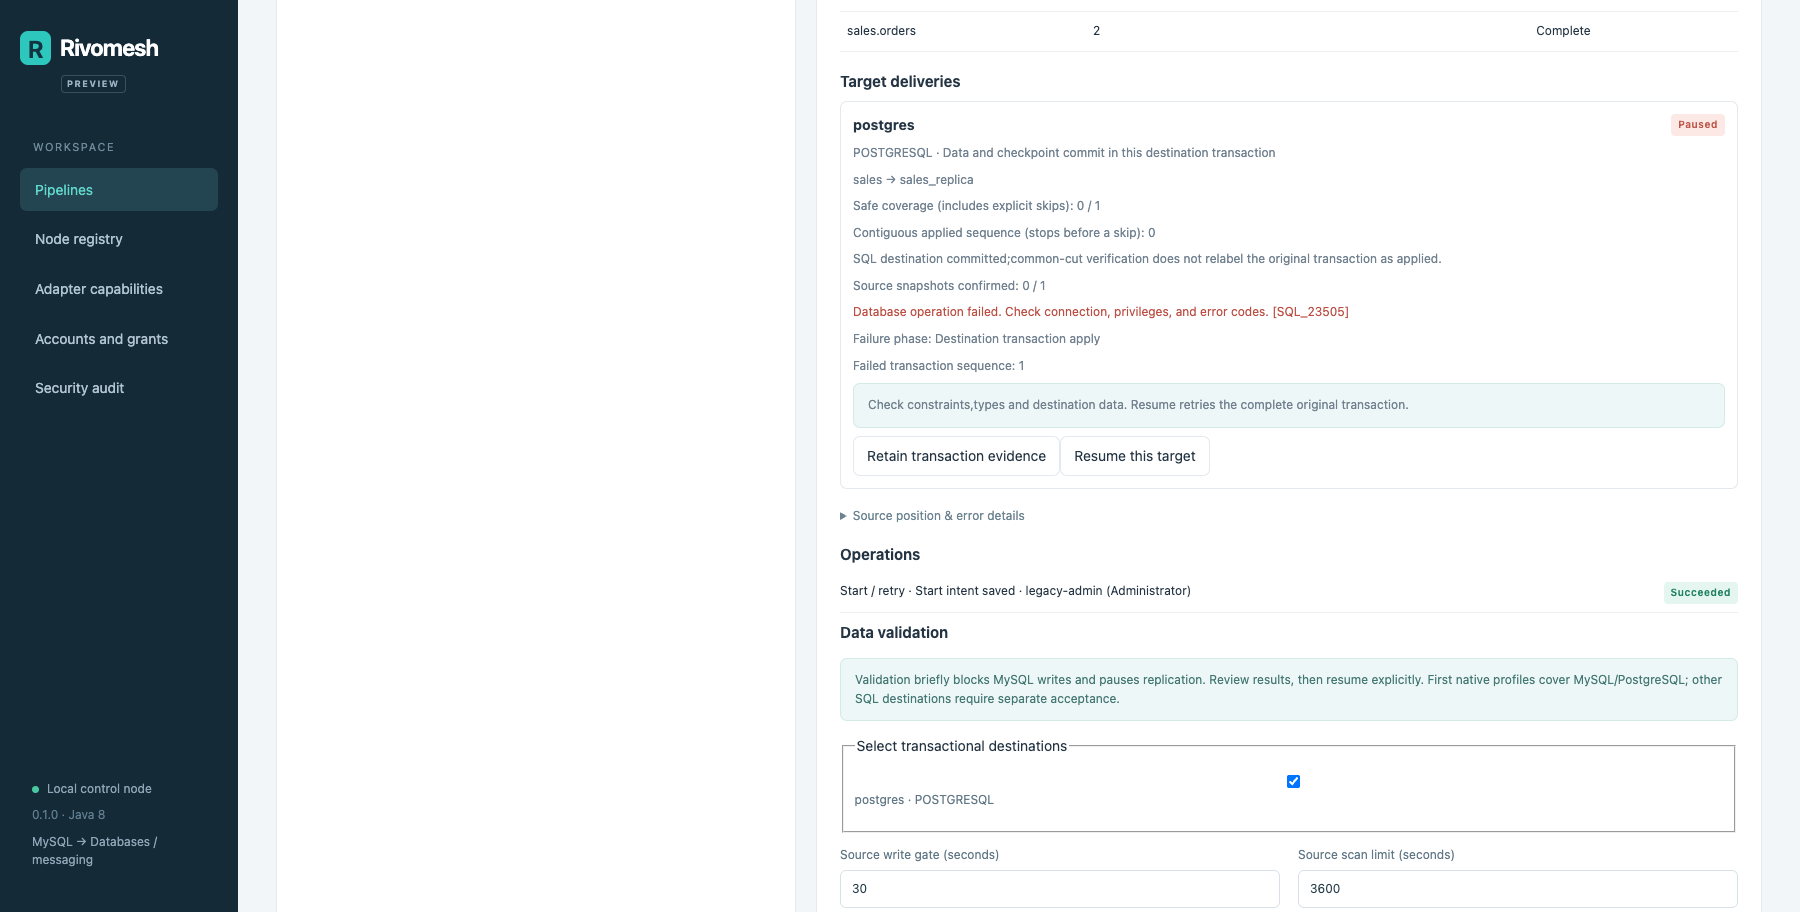 R Rivomesh
PREVIEW
WORKSPACE
Pipelines
Node registry
Adapter capabilities
Accounts and grants
Security audit
Local control node
0.1.0 · Java 8
MySQL → Databases /
messaging
sales.orders 2 Complete
Target deliveries
postgres Paused
POSTGRESQL · Data and checkpoint commit in this destination transaction
sales → sales_replica
Safe coverage (includes explicit skips): 0 / 1
Contiguous applied sequence (stops before a skip): 0
SQL destination committed;common-cut verification does not relabel the original transaction as applied.
Source snapshots confirmed: 0 / 1
Database operation failed. Check connection, privileges, and error codes. [SQL_23505]
Failure phase: Destination transaction apply
Failed transaction sequence: 1
Check constraints,types and destination data. Resume retries the complete original transaction.
Retain transaction evidence Resume this target
Source position & error details
Operations
Start / retry · Start intent saved · legacy-admin (Administrator) Succeeded
Data validation
Validation briefly blocks MySQL writes and pauses replication. Review results, then resume explicitly. First native profiles cover MySQL/PostgreSQL; other
SQL destinations require separate acceptance.
Select transactional destinations
postgres · POSTGRESQL
Source write gate (seconds) Source scan limit (seconds)
30 3600